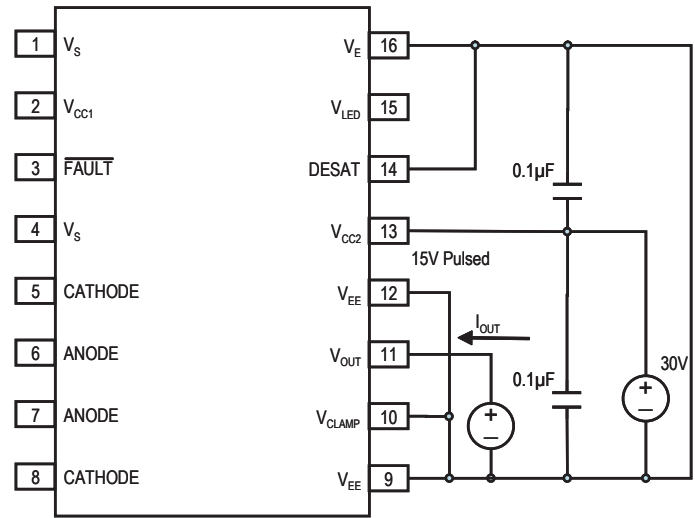 1 V_S V_E 16
2 V_CC1 V_LED 15
3 FAULT DESAT 14
0.1µF
4 V_S V_CC2 13
15V Pulsed
5 CATHODE V_EE 12
I_OUT
6 ANODE V_OUT 11
30V
0.1µF
+
+
7 ANODE V_CLAMP 10
—
—
8 CATHODE V_EE 9